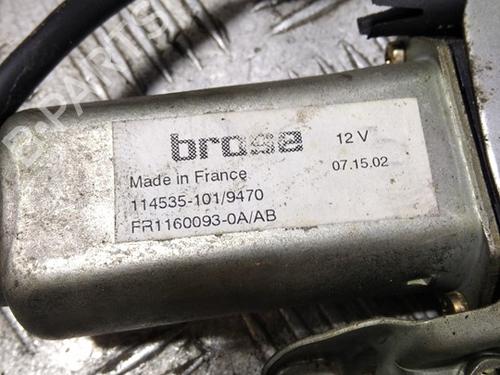 brose
12 V
Made in France
07.15.02
114535-101/9470
FR1160093-0A/AB